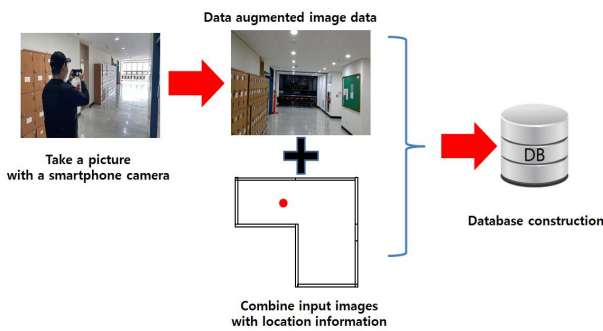 Data augmented image data
Take a picture
with a smartphone camera
DB
Database construction
Combine input images
with location information